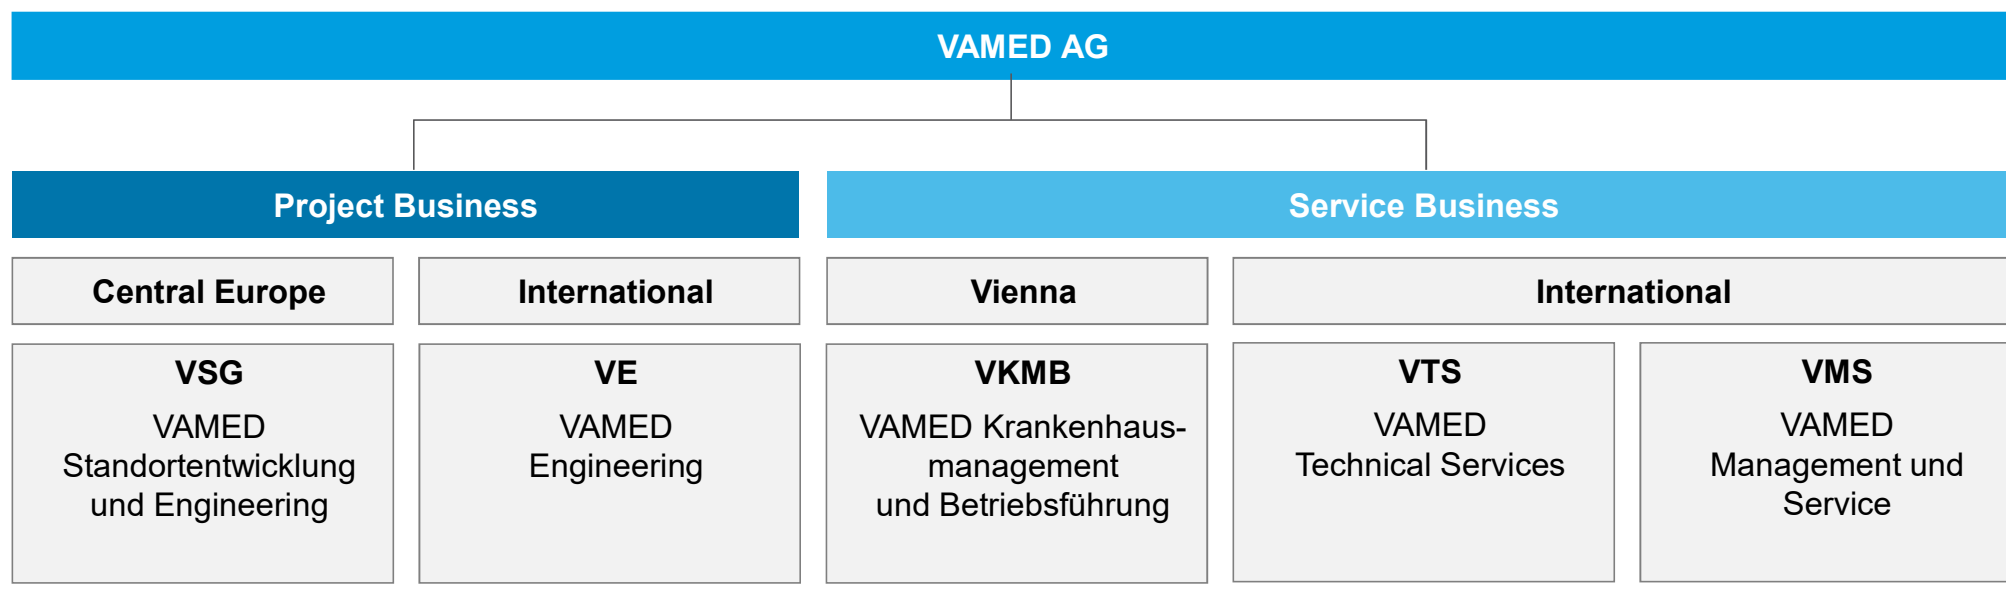 VAMED AG
Project Business
Service Business
Central Europe
International
Vienna
International
VSG
VAMED
Standortentwicklung
und Engineering
VE
VAMED
Engineering
VKMB
VAMED Krankenhaus-
management
und Betriebsführung
VTS
VAMED
Technical Services
VMS
VAMED
Management und
Service